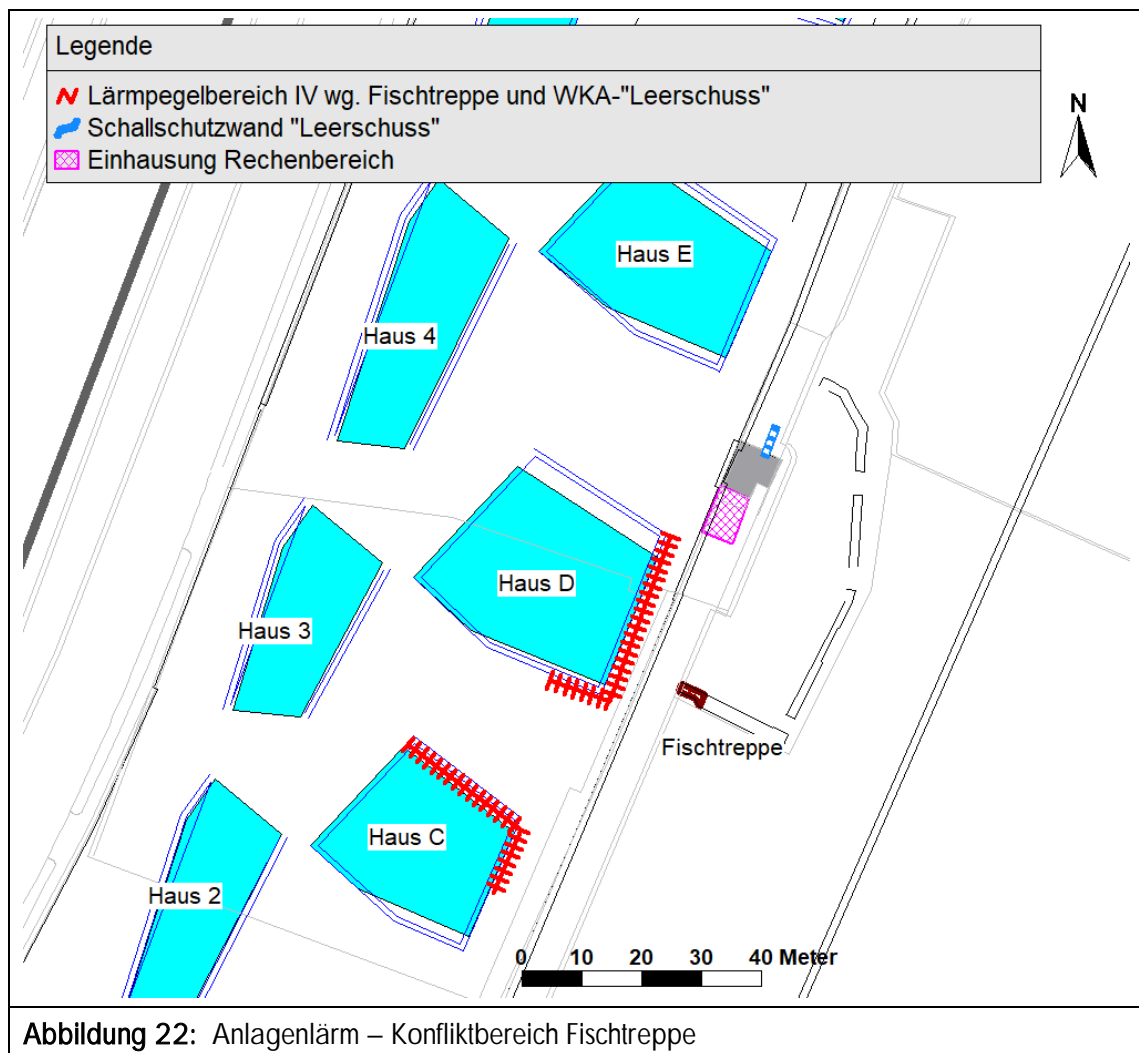 Legende
Lärmpegelbereich IV wg. Fischtreppe und WKA-"Leerschuss"
Schallschutzwand "Leerschuss"
Einhausung Rechenbereich
N
Haus E
Haus 4
Haus D
Haus 3
Fischtreppe
Haus C
Haus 2
0 10 20 30 40 Meter
Abbildung 22: Anlagenlärm – Konfliktbereich Fischtreppe